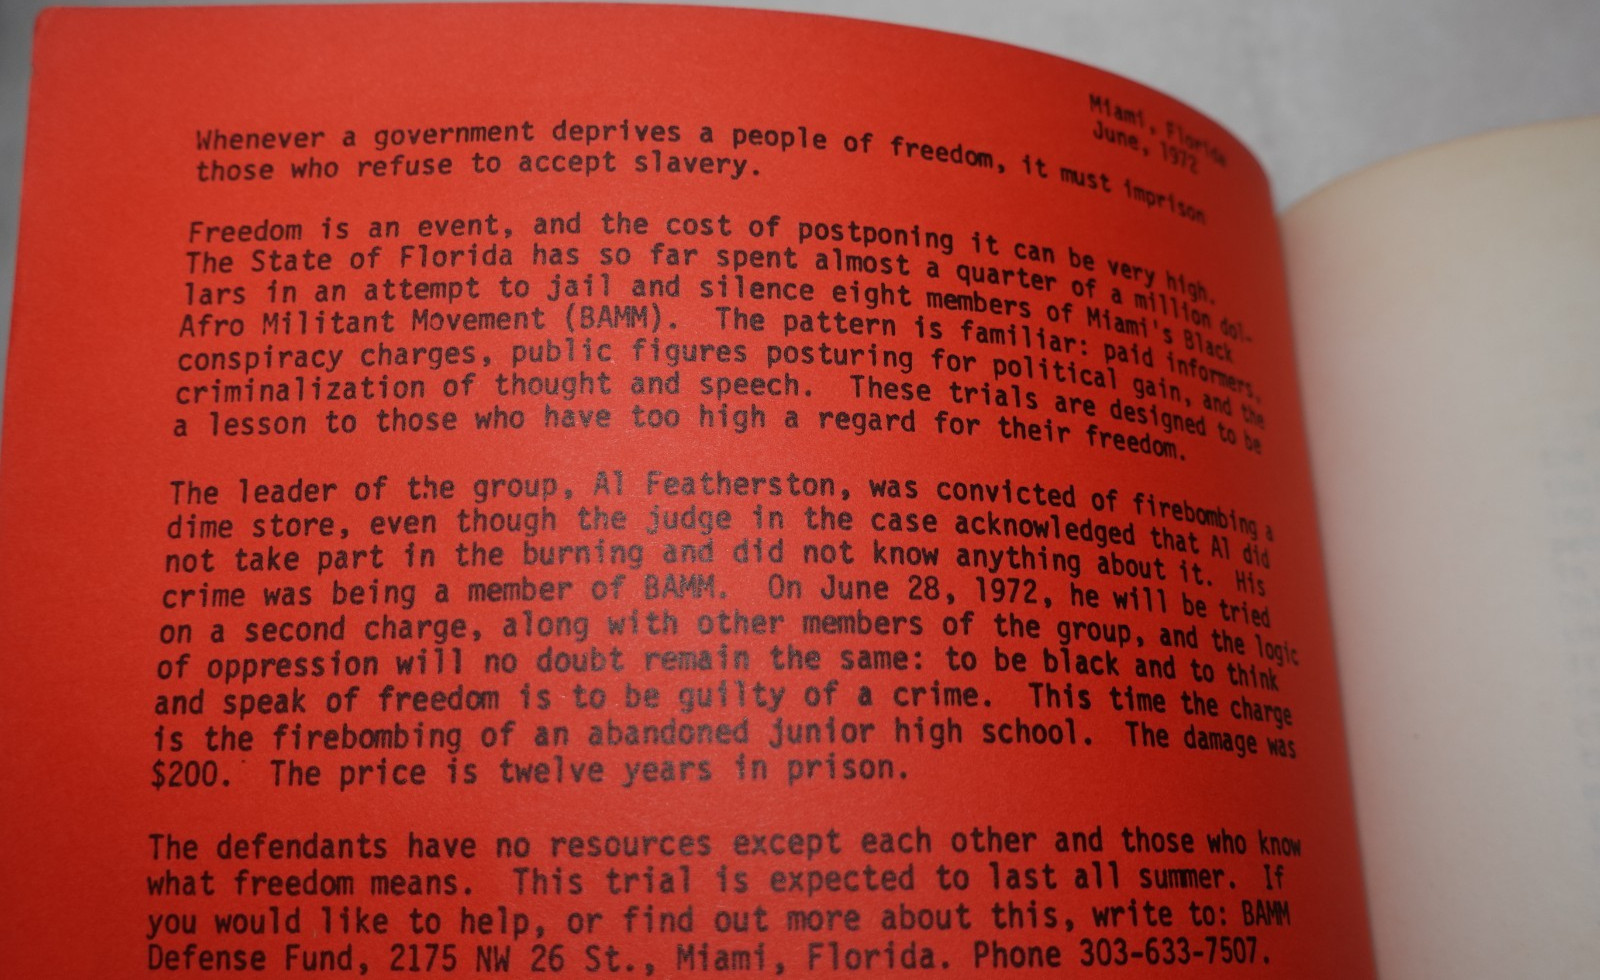 Miami, Florida
June, 1972
Whenever a government deprives a people of freedom, it must imprison
those who refuse to accept slavery.
Freedom is an event, and the cost of postponing it can be very high.
The State of Florida has so far spent almost a quarter of a million dol-
lars in an attempt to jail and silence eight members of Miami's Black
Afro Militant Movement (BAMM). The pattern is familiar: paid informers,
conspiracy charges, public figures posturing for political gain, and the
criminalization of thought and speech. These trials are designed to be
a lesson to those who have too high a regard for their freedom.
The leader of the group, Al Featherston, was convicted of firebombing a
dime store, even though the judge in the case acknowledged that Al did
not take part in the burning and did not know anything about it. His
crime was being a member of BAMM. On June 28, 1972, he will be tried
on a second charge, along with other members of the group, and the logic
of oppression will no doubt remain the same: to be black and to think
and speak of freedom is to be guilty of a crime. This time the charge
is the firebombing of an abandoned junior high school. The damage was
$200. The price is twelve years in prison.
The defendants have no resources except each other and those who know
what freedom means. This trial is expected to last all summer. If
you would like to help, or find out more about this, write to: BAMM
Defense Fund, 2175 NW 26 St., Miami, Florida. Phone 303-633-7507.